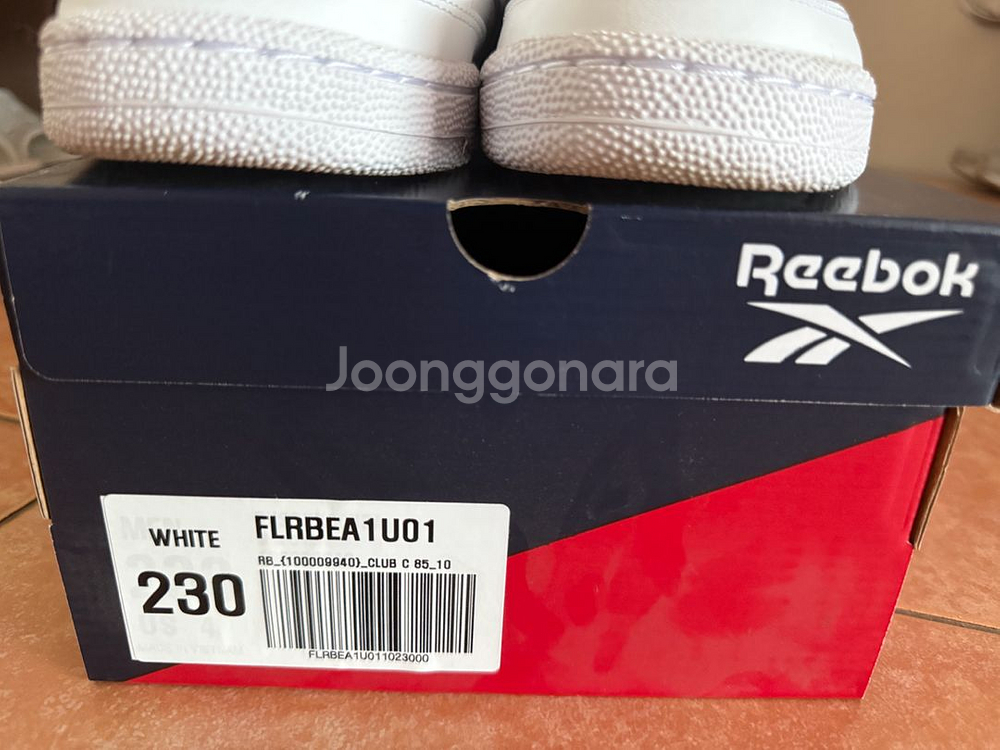 Reebok
Joonggonara
WHITE
FLRBEA1U01
RB_{100009940}_CLUB C 85_10
230
FLRBEA1U011023000